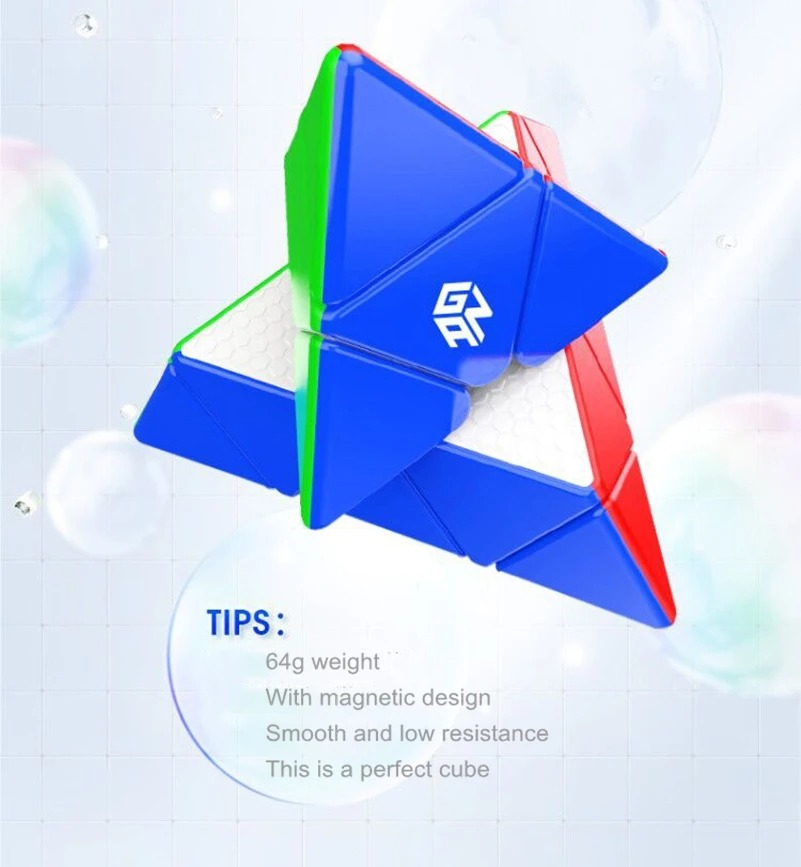 GAN
TIPS:
64g weight
With magnetic design
Smooth and low resistance
This is a perfect cube